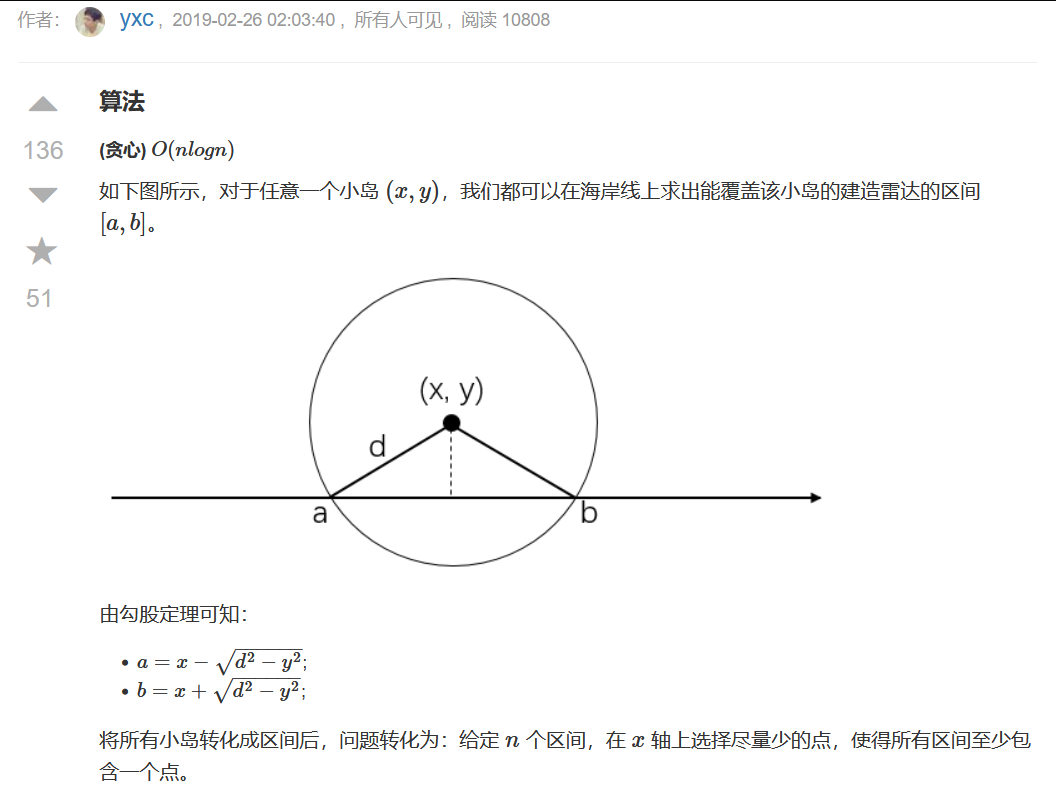 作者： yxc ， 2019-02-26 02:03:40 ， 所有人可见 ， 阅读 10808
算法
136
(贪心) O(nlogn)
如下图所示，对于任意一个小岛 (x, y)，我们都可以在海岸线上求出能覆盖该小岛的建造雷达的区间
[a, b]。
51
(x, y)
d
a
b
由勾股定理可知：
• a = x − √(d² − y²);
• b = x + √(d² − y²);
将所有小岛转化成区间后，问题转化为：给定 n 个区间，在 x 轴上选择尽量少的点，使得所有区间至少包
含一个点。